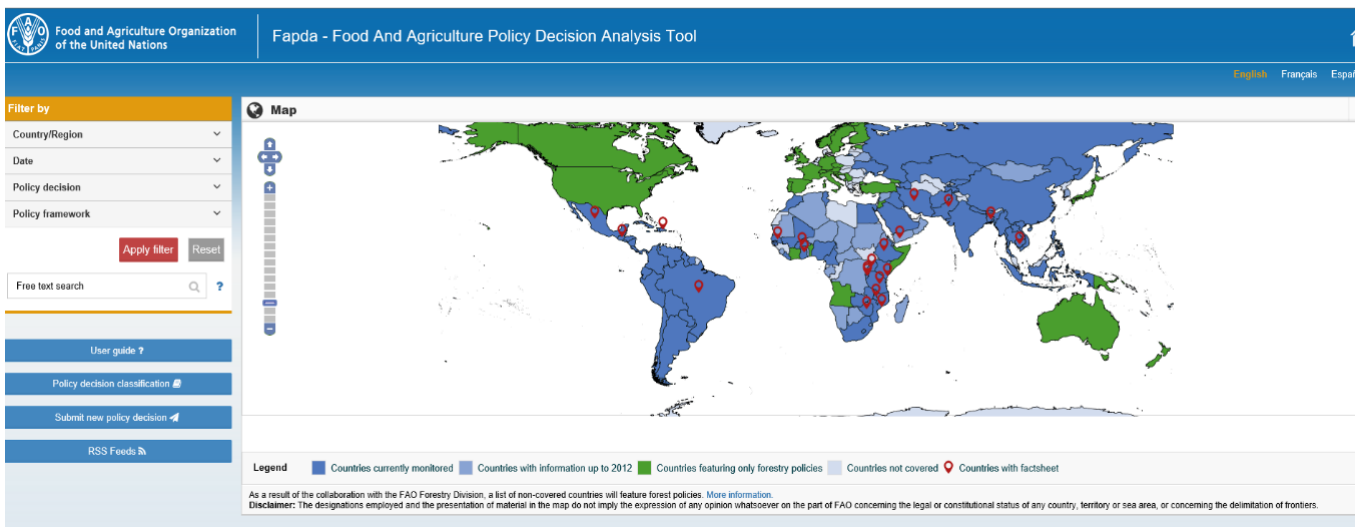 Food and Agriculture Organization
of the United Nations
Fapda - Food And Agriculture Policy Decision Analysis Tool
English Français Españ
Filter by
Country/Region
Date
Policy decision
Policy framework
Apply filter Reset
Free text search ?
User guide ?
Policy decision classification
Submit new policy decision
RSS Feeds
Map
Legend Countries currently monitored Countries with information up to 2012 Countries featuring only forestry policies Countries not covered Countries with factsheet
As a result of the collaboration with the FAO Forestry Division, a list of non-covered countries will feature forest policies. More information.
Disclaimer: The designations employed and the presentation of material in the map do not imply the expression of any opinion whatsoever on the part of FAO concerning the legal or constitutional status of any country, territory or sea area, or concerning the delimitation of frontiers.